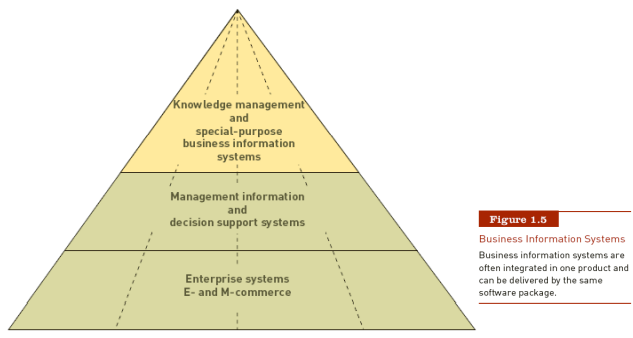 Knowledge management
and
special-purpose
business information
systems
Management information
and
decision support systems
Enterprise systems
E- and M-commerce
Figure 1.5
Business Information Systems
Business information systems are
often integrated in one product and
can be delivered by the same
software package.